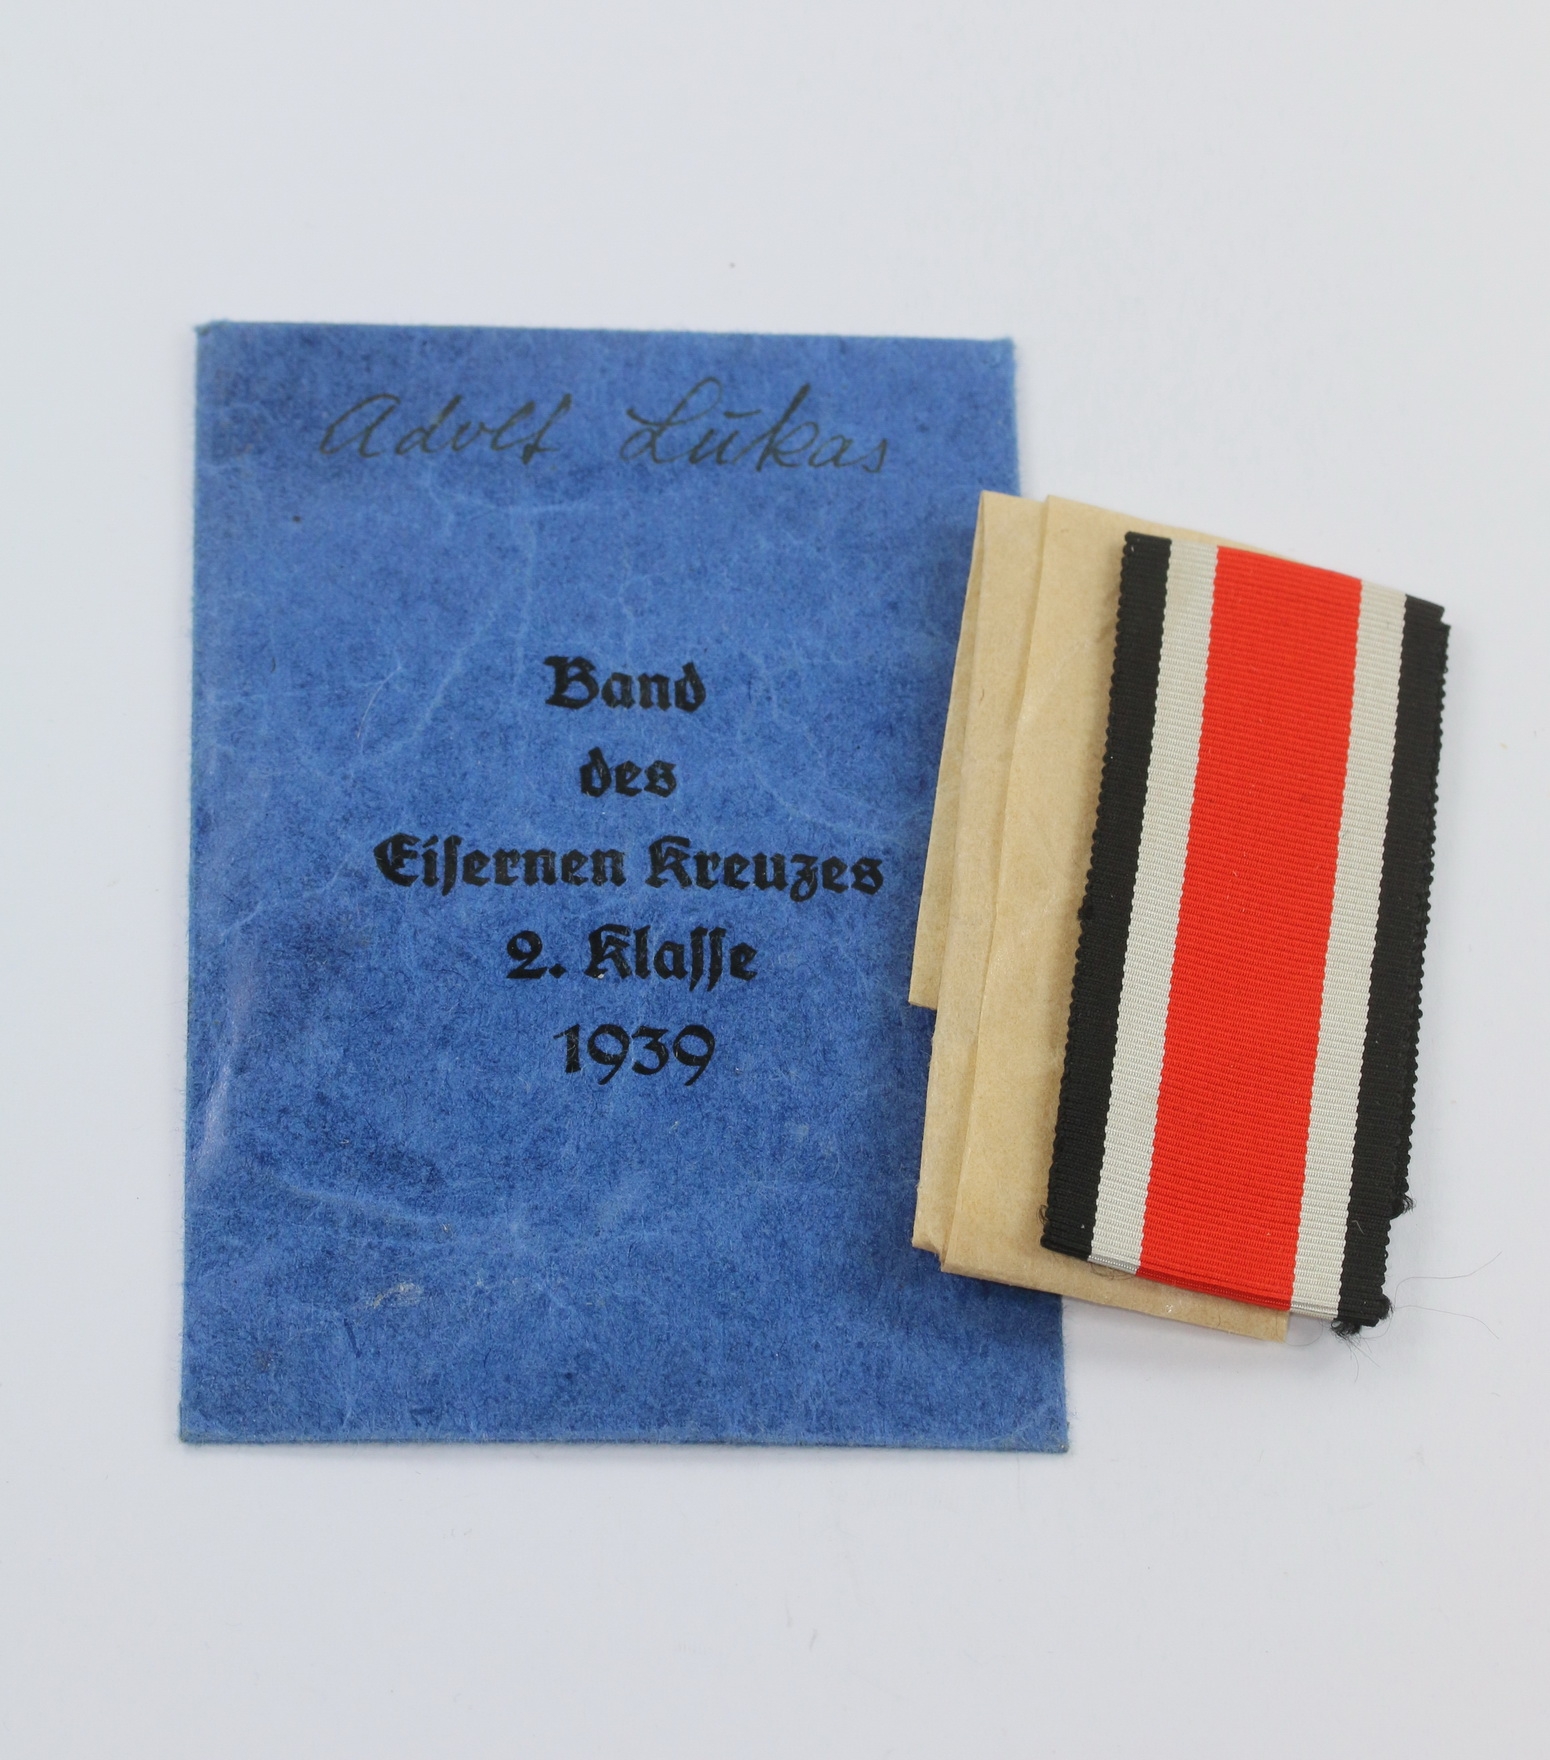 Adolf Lukas
Band
des
Eiſernen Kreuzes
2. Klaſſe
1939